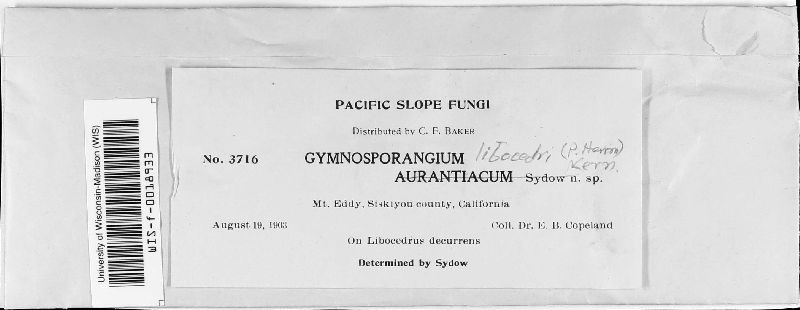 University of Wisconsin-Madison (WIS)
WIS-f-0018933
PACIFIC SLOPE FUNGI
Distributed by C. F. BAKER
No. 3716 GYMNOSPORANGIUM libocedri (P. Henn) Kern.
AURANTIACUM Sydow n. sp.
Mt. Eddy, Siskiyou county, California
August 19, 1903 Coll. Dr. E. B. Copeland
On Libocedrus decurrens
Determined by Sydow